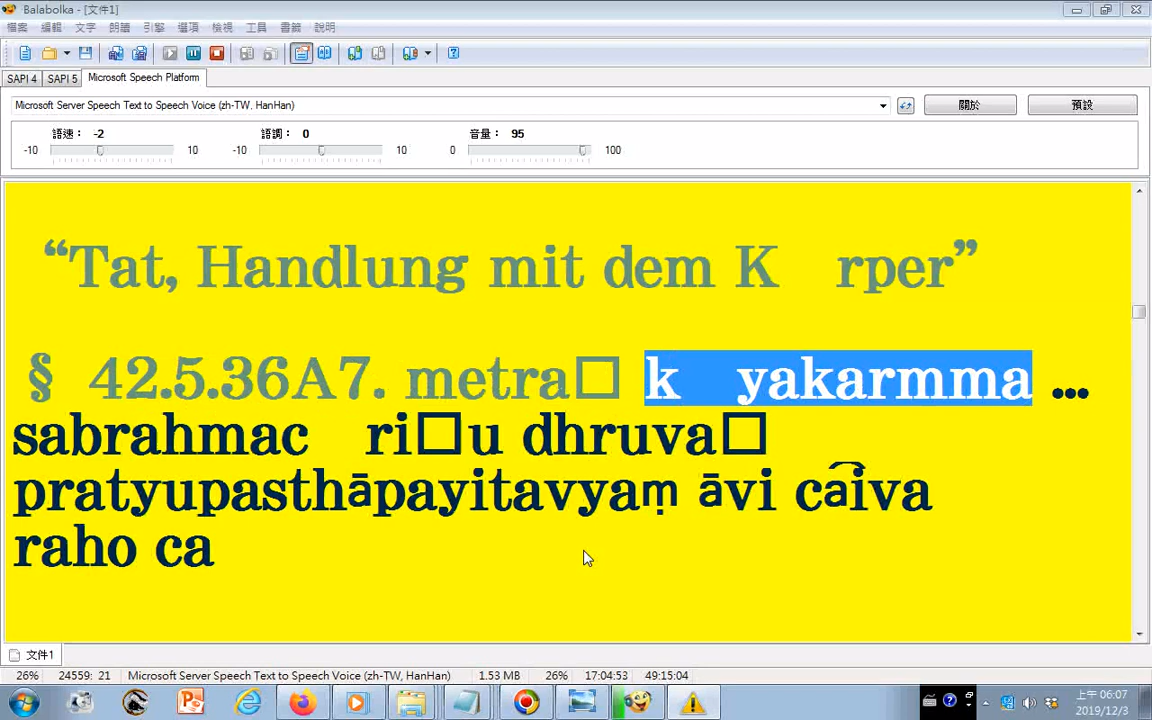 Balabolka - [文件1]
檔案 編輯 文字 朗讀 引擎 選項 檢視 工具 書籤 說明
SAPI 4 SAPI 5 Microsoft Speech Platform
Microsoft Server Speech Text to Speech Voice (zh-TW, HanHan) 關於 預設
語速： -2 語調： 0 音量： 95
-10 10 -10 10 0 100
“Tat, Handlung mit dem K rper”
§ 42.5.36A7. metra□ k yakarmma ...
sabrahmac ri□u dhruva□
pratyupasthāpayitavyaṃ āvi ca͡iva
raho ca
文件1
26% 24559: 21 Microsoft Server Speech Text to Speech Voice (zh-TW, HanHan) 1.53 MB 26% 17:04:53 49:15:04
上午 06:07
2019/12/3